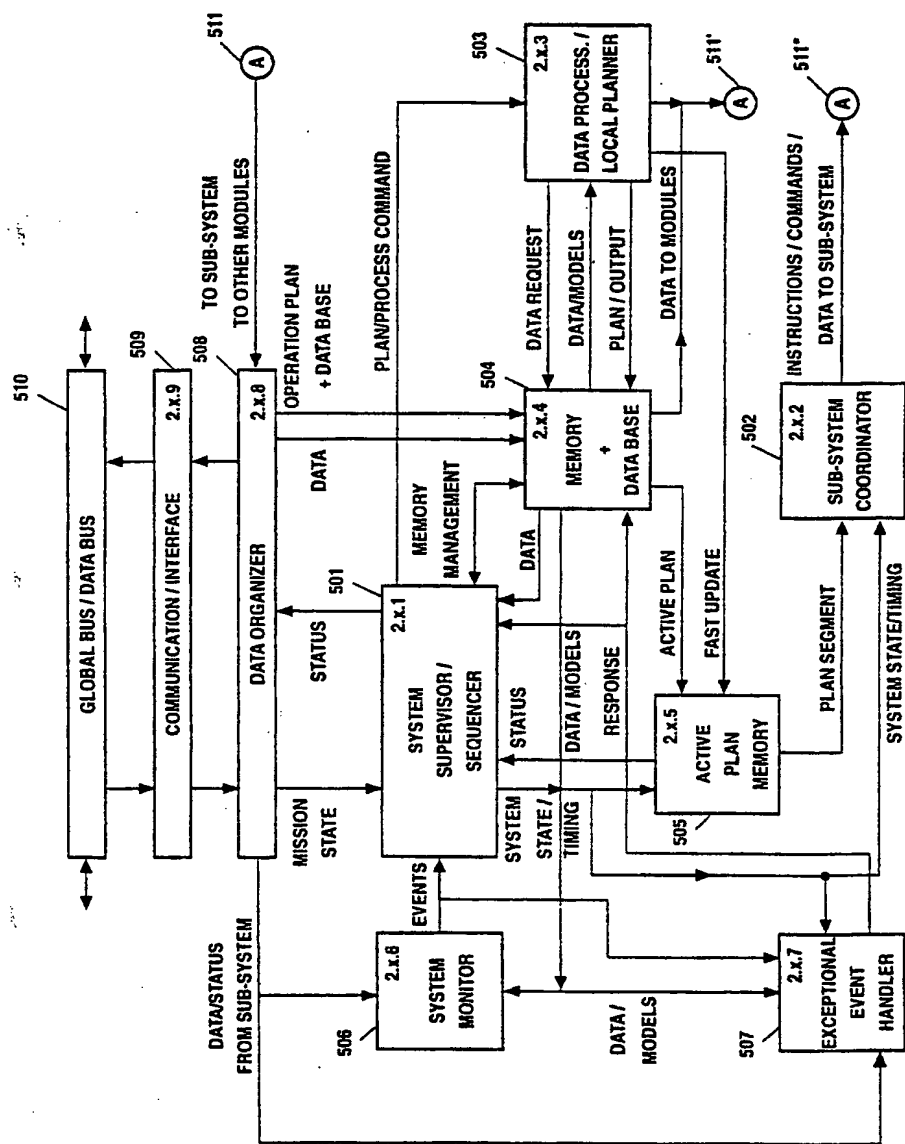 510
GLOBAL BUS / DATA BUS
509
COMMUNICATION / INTERFACE
2.x.9
508
DATA ORGANIZER
2.x.8
TO SUB-SYSTEM
TO OTHER MODULES
511
A
DATA/STATUS
FROM SUB-SYSTEM
MISSION
STATE
STATUS
DATA
OPERATION PLAN
+ DATA BASE
PLAN/PROCESS COMMAND
501
2.x.1
SYSTEM
SUPERVISOR /
SEQUENCER
MEMORY
MANAGEMENT
DATA
504
2.x.4
MEMORY
+
DATA BASE
DATA REQUEST
DATA/MODELS
PLAN / OUTPUT
503
2.x.3
DATA PROCESS. /
LOCAL PLANNER
DATA TO MODULES
511'
A
EVENTS
506
2.x.6
SYSTEM
MONITOR
SYSTEM
STATE /
TIMING
STATUS
DATA / MODELS
RESPONSE
ACTIVE PLAN
FAST UPDATE
DATA /
MODELS
505
2.x.5
ACTIVE
PLAN
MEMORY
PLAN SEGMENT
SYSTEM STATE/TIMING
507
2.x.7
EXCEPTIONAL
EVENT
HANDLER
502
2.x.2
SUB-SYSTEM
COORDINATOR
INSTRUCTIONS / COMMANDS /
DATA TO SUB-SYSTEM
511"
A